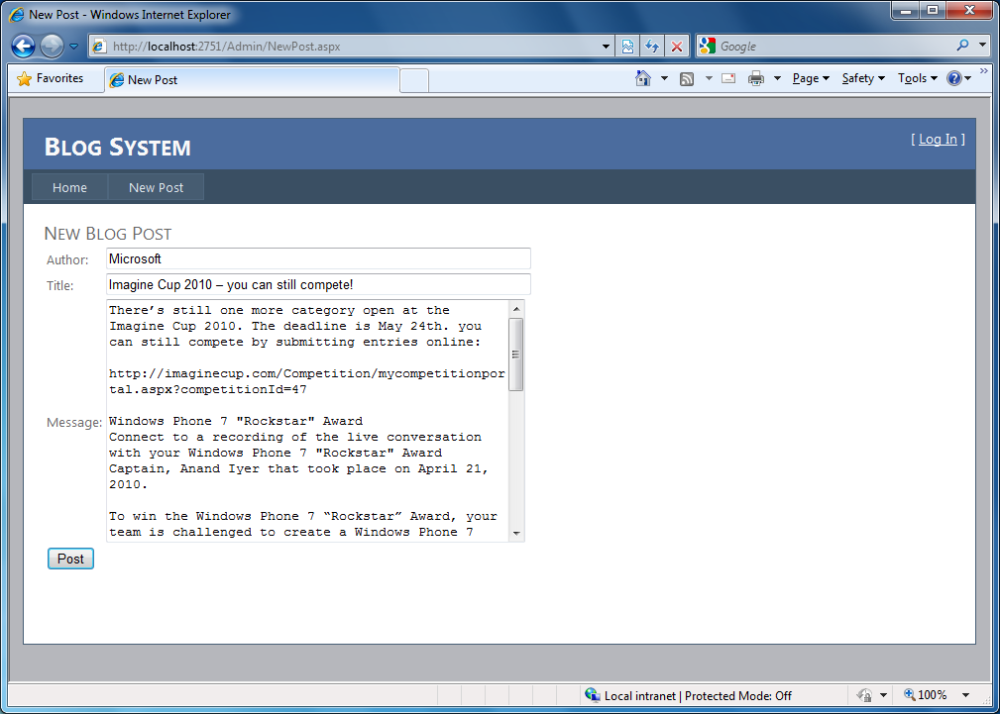 New Post - Windows Internet Explorer
http://localhost:2751/Admin/NewPost.aspx
Google
Favorites
New Post
Page
Safety
Tools
BLOG SYSTEM
[ Log In ]
Home
New Post
NEW BLOG POST
Author:
Microsoft
Title:
Imagine Cup 2010 – you can still compete!
Message:
There’s still one more category open at the
Imagine Cup 2010. The deadline is May 24th. you
can still compete by submitting entries online:
http://imaginecup.com/Competition/mycompetitionpor
tal.aspx?competitionId=47
Windows Phone 7 "Rockstar" Award
Connect to a recording of the live conversation
with your Windows Phone 7 "Rockstar" Award
Captain, Anand Iyer that took place on April 21,
2010.
To win the Windows Phone 7 “Rockstar” Award, your
team is challenged to create a Windows Phone 7
Post
Local intranet | Protected Mode: Off
100%